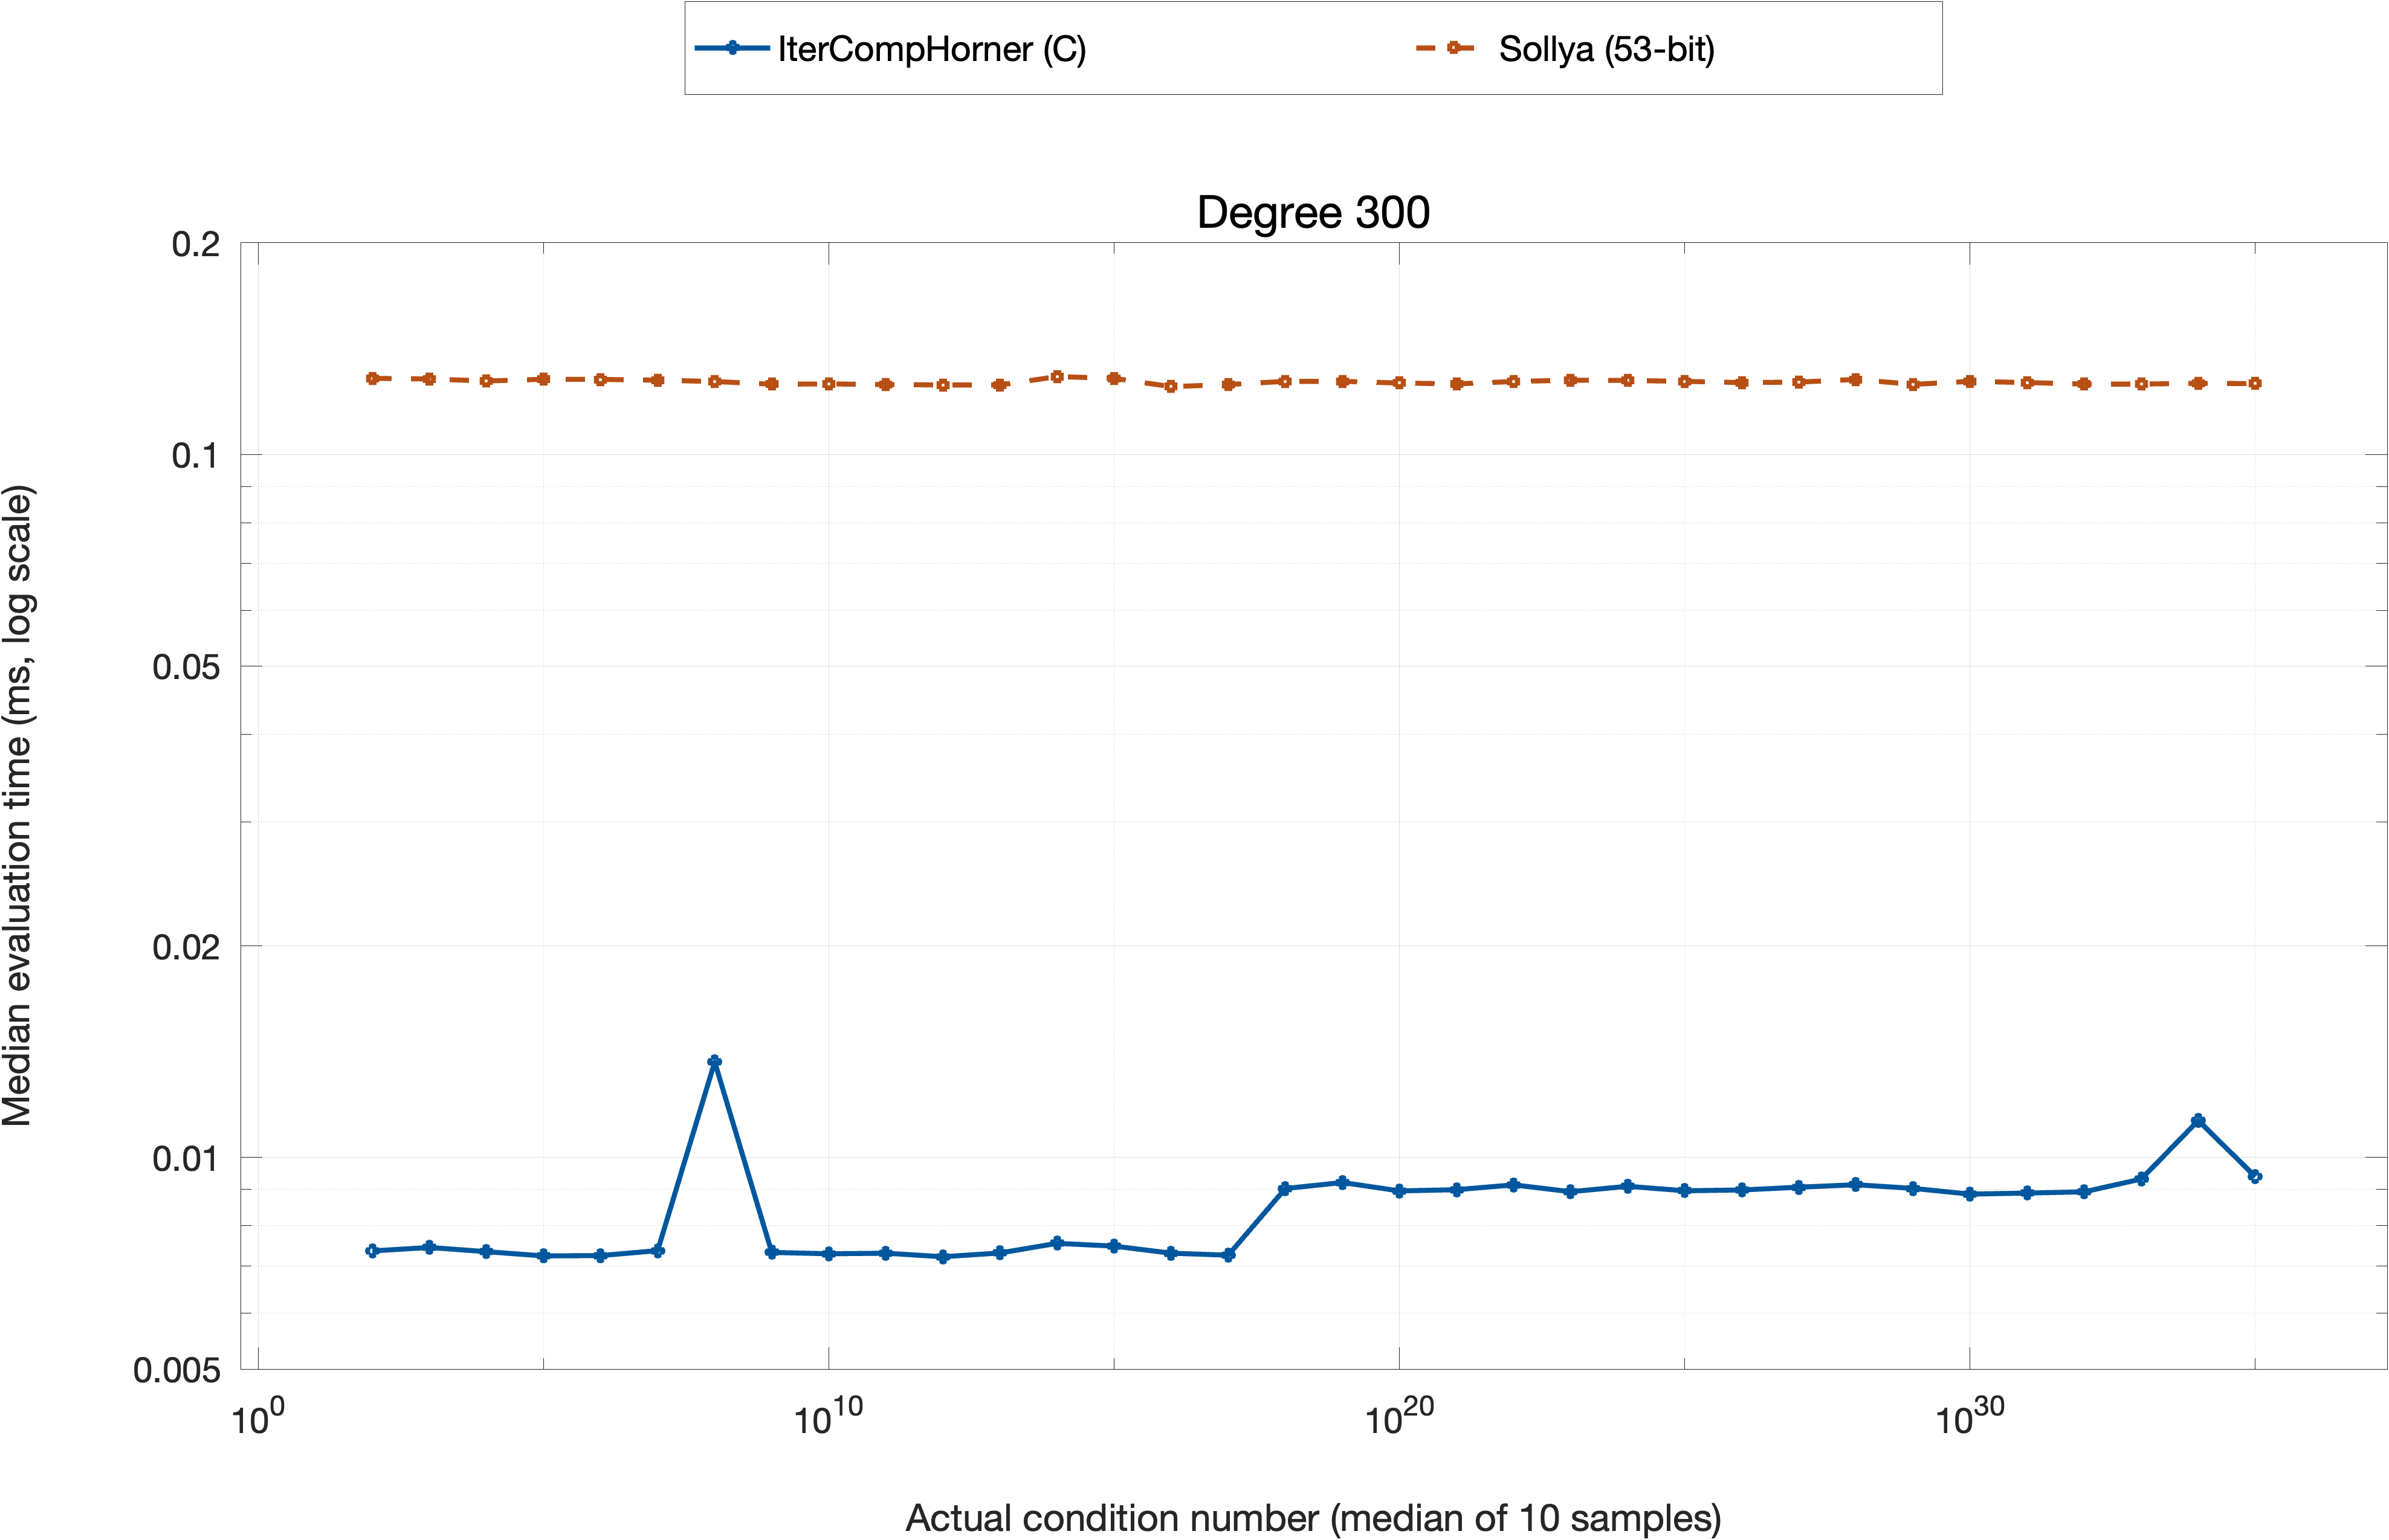 IterCompHorner (C) Sollya (53-bit)
Degree 300
Median evaluation time (ms, log scale)
0.2
0.1
0.05
0.02
0.01
0.005
10^0 10^10 10^20 10^30
Actual condition number (median of 10 samples)